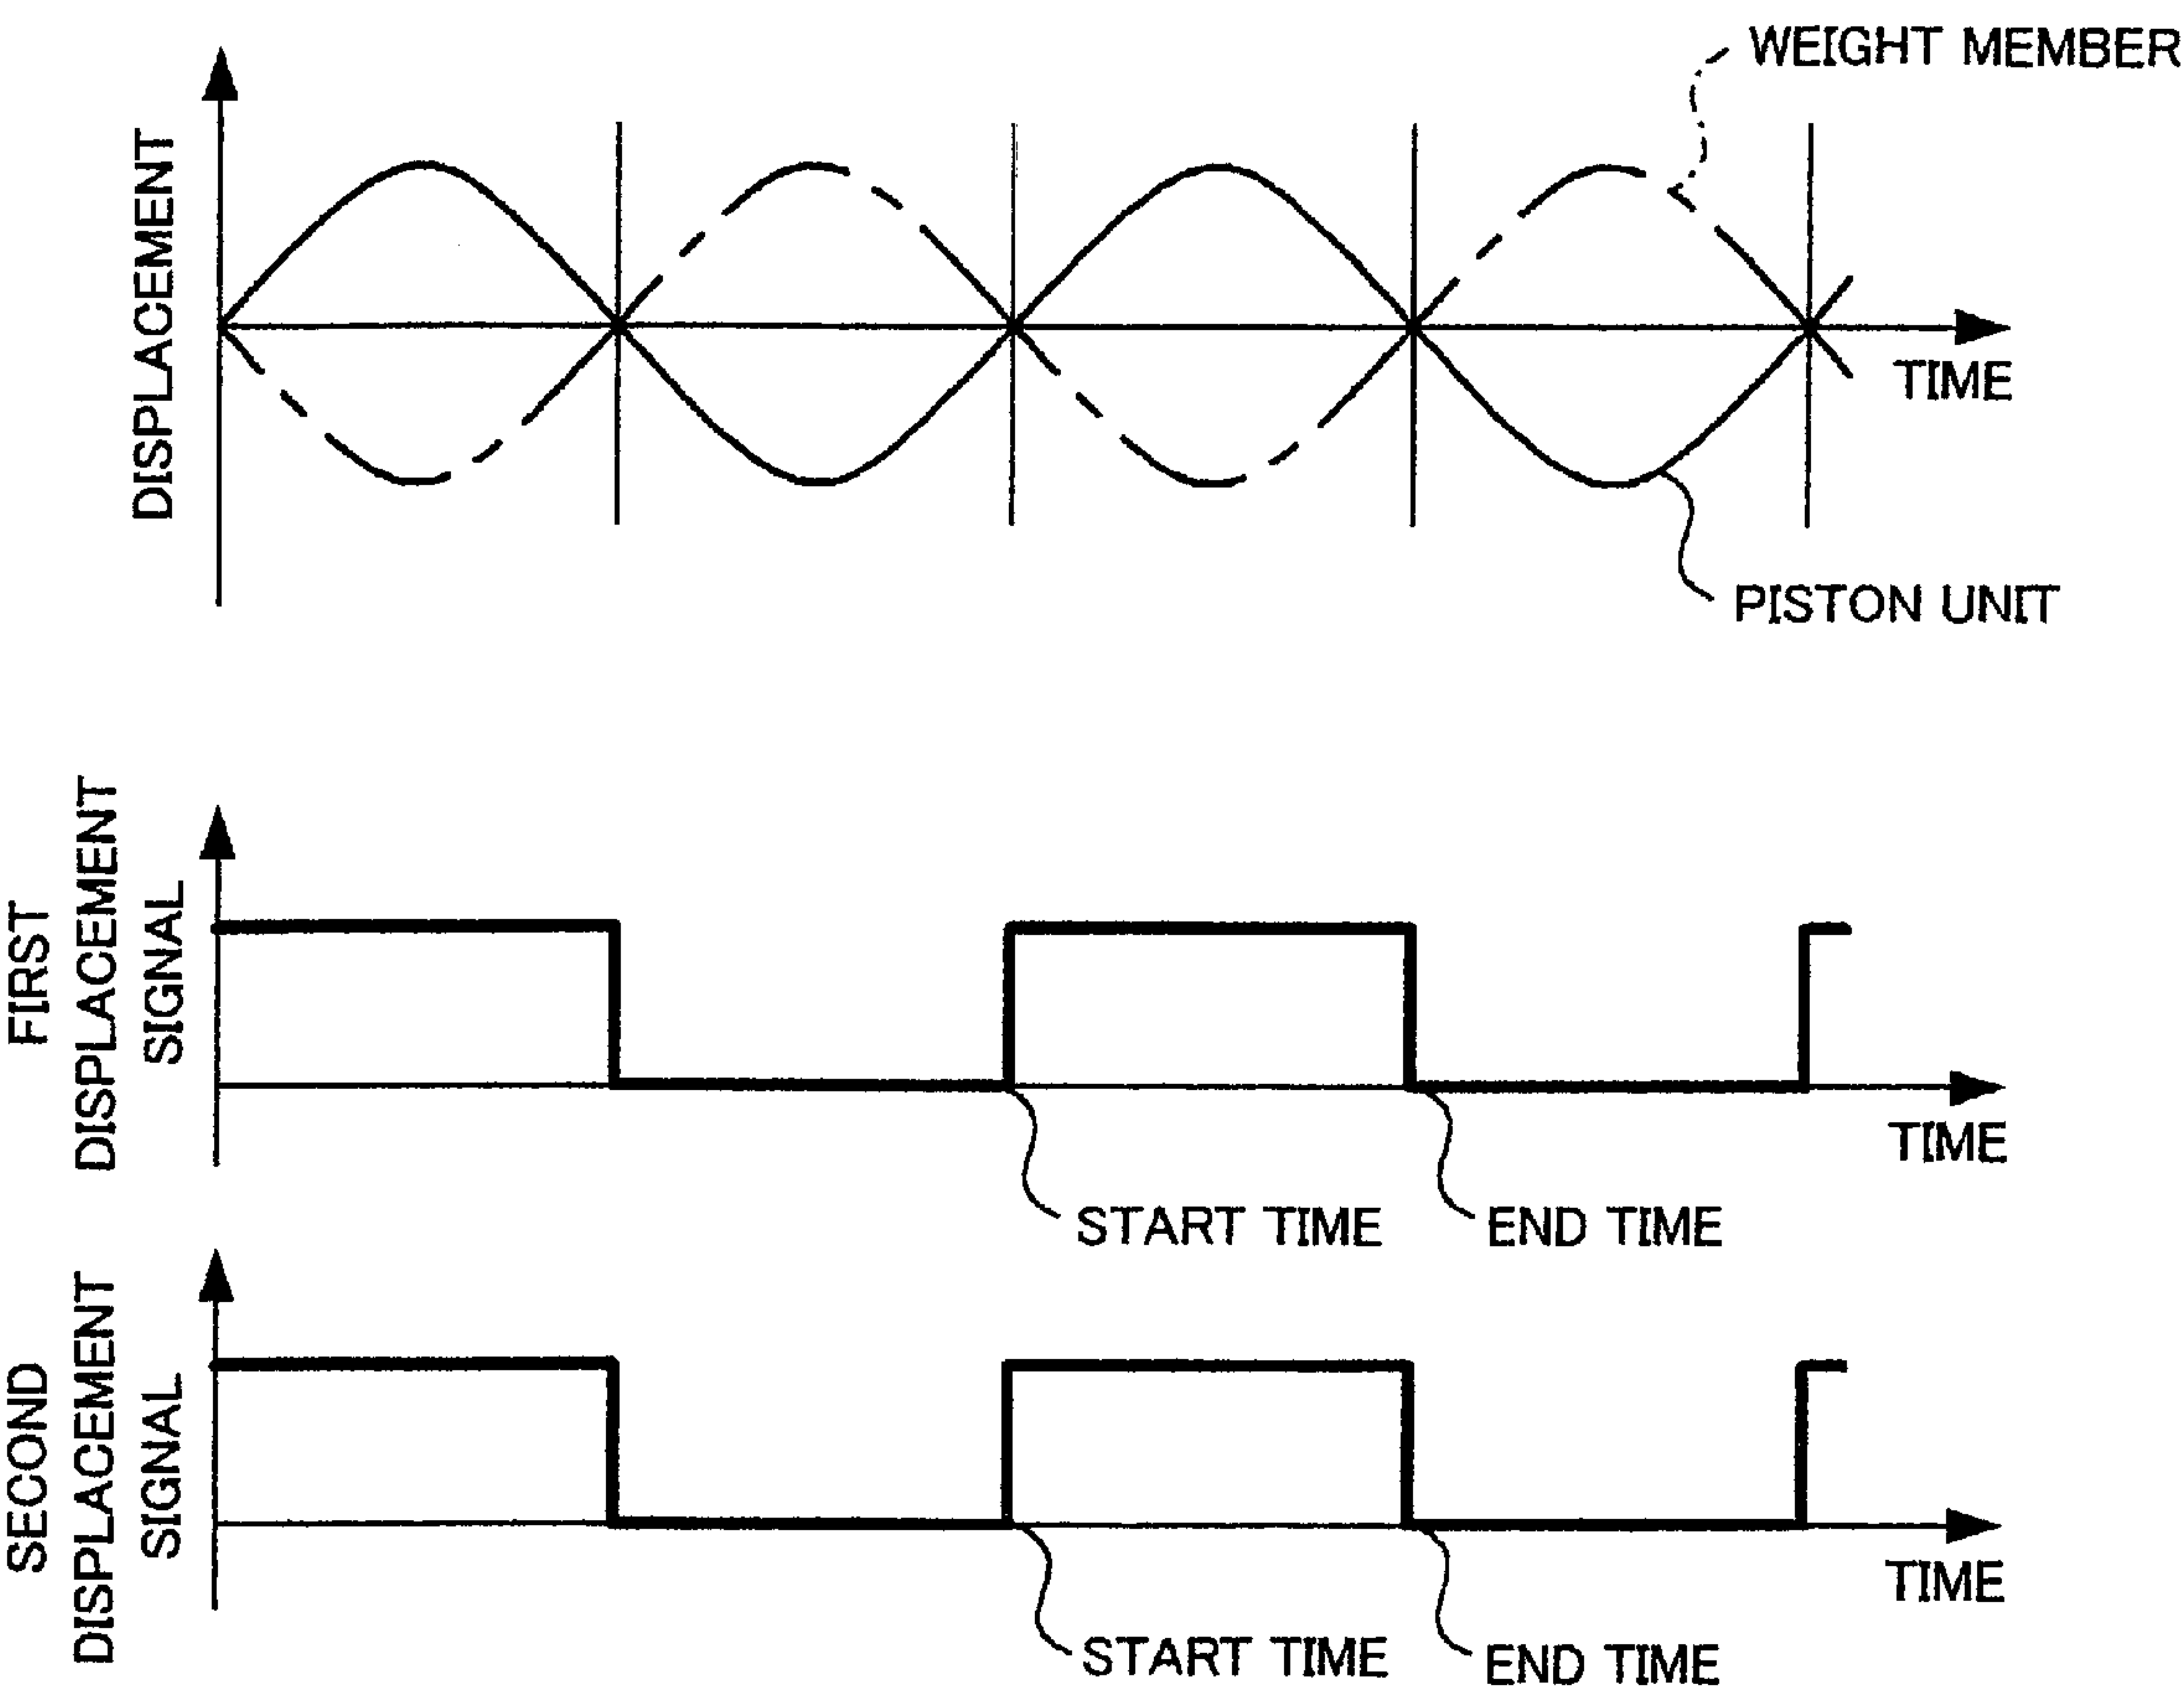 WEIGHT MEMBER
DISPLACEMENT
TIME
PISTON UNIT
FIRST
DISPLACEMENT
SIGNAL
TIME
START TIME
END TIME
SECOND
DISPLACEMENT
SIGNAL
TIME
START TIME
END TIME